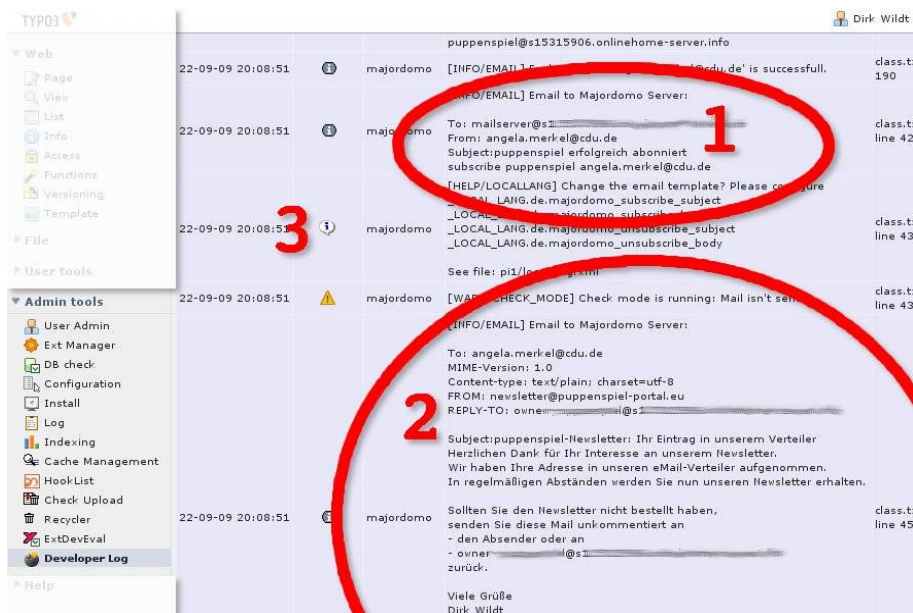 TYPO3
Dirk Wildt
Web
Page
View
List
Info
Access
Functions
Versioning
Template
File
User tools
Admin tools
User Admin
Ext Manager
DB check
Configuration
Install
Log
Indexing
Cache Management
HookList
Check Upload
Recycler
ExtDevEval
Developer Log
Help
puppenspiel@s15315906.onlinehome-server.info
22-09-09 20:08:51 majordomo [INFO/EMAIL] @cdu.de' is successfull. class.t
190
[INFO/EMAIL] Email to Majordomo Server:
To: mailserver@s1
22-09-09 20:08:51 majordomo From: angela.merkel@cdu.de class.t
line 42
Subject:puppenspiel erfolgreich abonniert
subscribe puppenspiel angela.merkel@cdu.de
1
[HELP/LOCALLANG] Change the email template? Please configure
_LOCAL_LANG.de.majordomo_subscribe_subject
_LOCAL_LANG.de.majordomo_subscribe
22-09-09 20:08:51 3 majordomo _LOCAL_LANG.de.majordomo_unsubscribe_subject class.t
line 43
_LOCAL_LANG.de.majordomo_unsubscribe_body
See file:
22-09-09 20:08:51 majordomo Check mode is running: Mail isn't class.t
line 43
[INFO/EMAIL] Email to Majordomo Server:
To: angela.merkel@cdu.de
MIME-Version: 1.0
Content-type: text/plain; charset=utf-8
FROM: newsletter@puppenspiel-portal.eu
REPLY-TO: owner @s1
2
Subject:puppenspiel-Newsletter: Ihr Eintrag in unserem Verteiler
Herzlichen Dank für Ihr Interesse an unserem Newsletter.
Wir haben Ihre Adresse in unseren eMail-Verteiler aufgenommen.
In regelmäßigen Abständen werden Sie nun unseren Newsletter erhalten.
Sollten Sie den Newsletter nicht bestellt haben,
22-09-09 20:08:51 majordomo senden Sie diese Mail unkommentiert an class.t
line 45
- den Absender oder an
- owner @s1
zurück.
Viele Grüße
Dirk Wildt